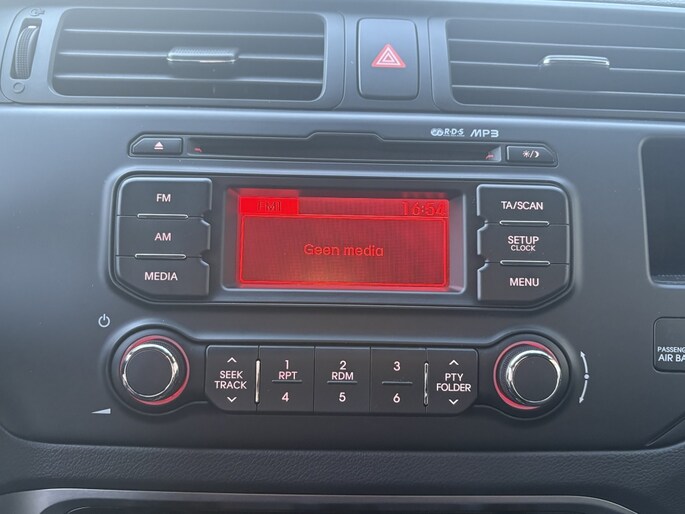 R·D·S MP3
FM
AM
MEDIA
FM1
16:54
Geen media
TA/SCAN
SETUP
CLOCK
MENU
SEEK
TRACK
1
RPT
4
2
RDM
5
3
6
PTY
FOLDER
PASSENG
AIR BA